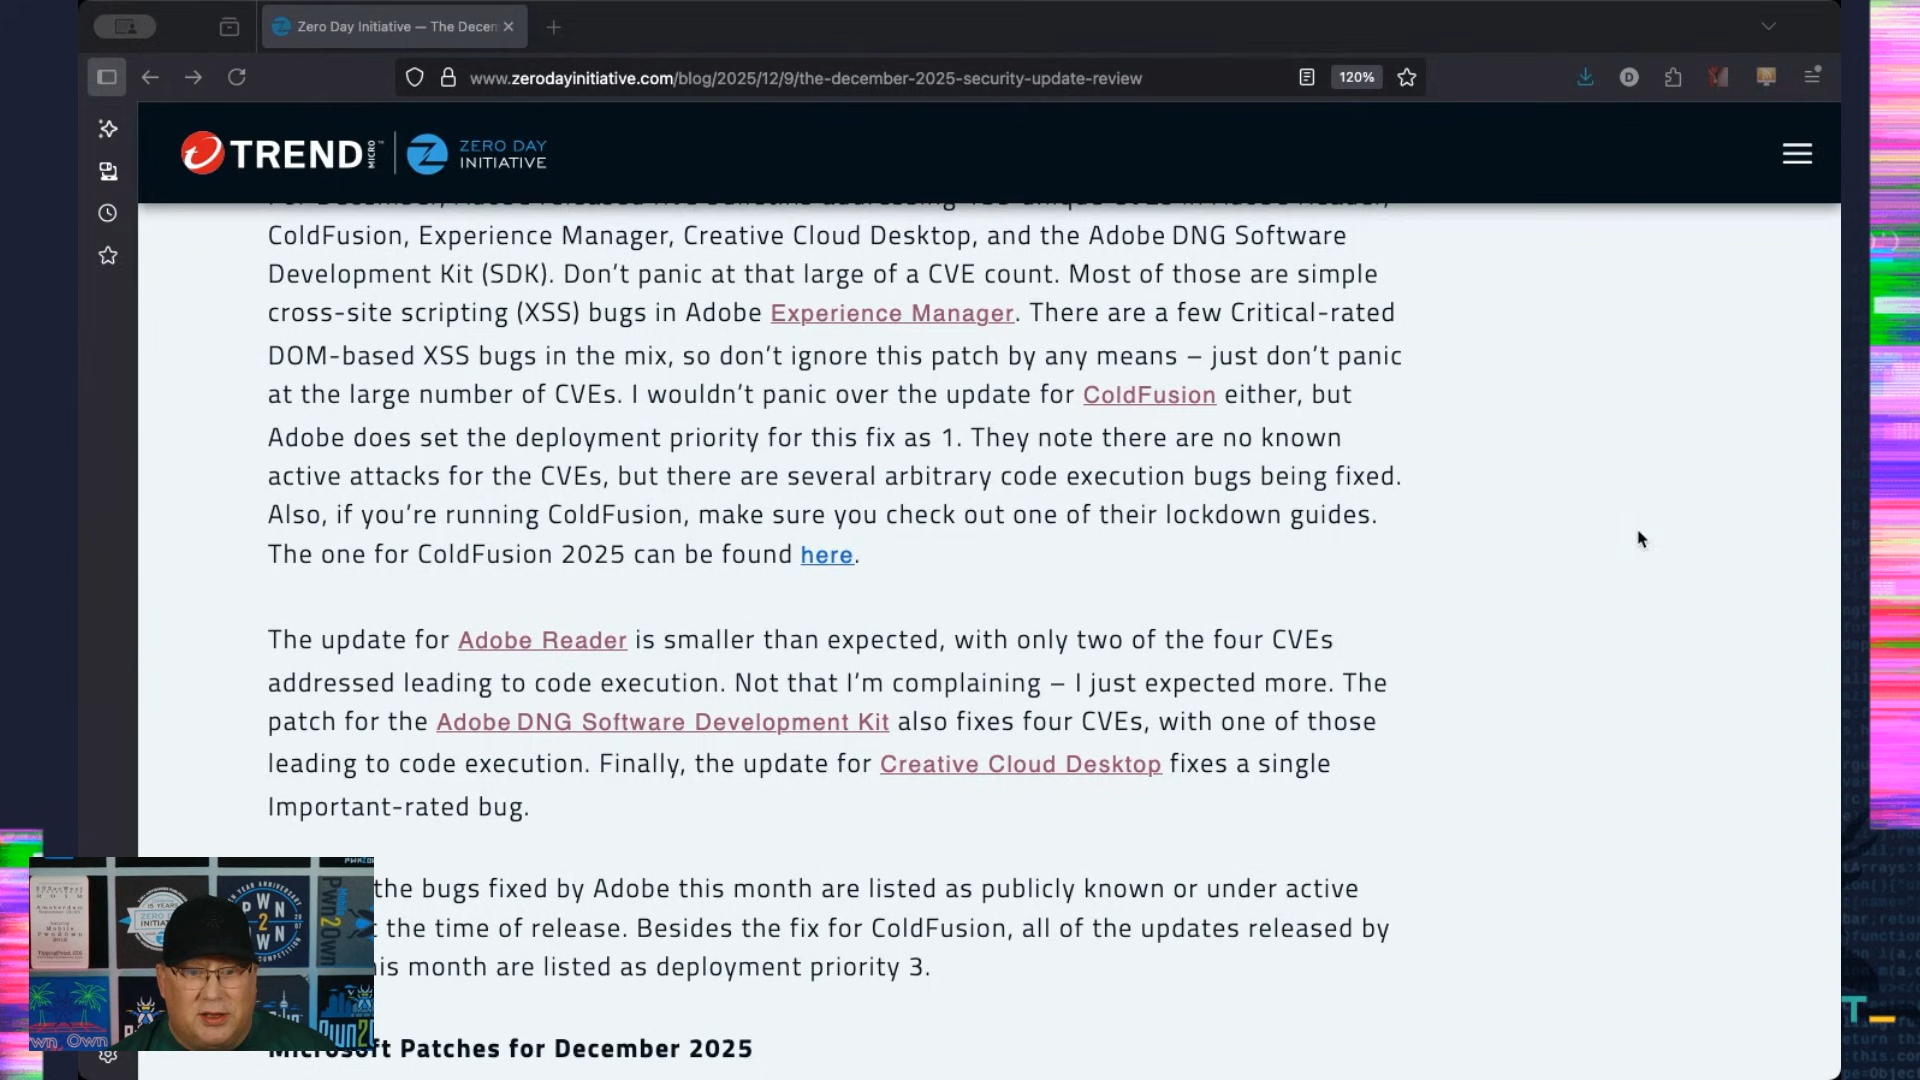 Zero Day Initiative — The Decem
www.zerodayinitiative.com/blog/2025/12/9/the-december-2025-security-update-review
120%
D
TREND MICRO™
ZERO DAY
INITIATIVE
ColdFusion, Experience Manager, Creative Cloud Desktop, and the Adobe DNG Software
Development Kit (SDK). Don’t panic at that large of a CVE count. Most of those are simple
cross-site scripting (XSS) bugs in Adobe Experience Manager. There are a few Critical-rated
DOM-based XSS bugs in the mix, so don’t ignore this patch by any means – just don’t panic
at the large number of CVEs. I wouldn’t panic over the update for ColdFusion either, but
Adobe does set the deployment priority for this fix as 1. They note there are no known
active attacks for the CVEs, but there are several arbitrary code execution bugs being fixed.
Also, if you’re running ColdFusion, make sure you check out one of their lockdown guides.
The one for ColdFusion 2025 can be found here.
The update for Adobe Reader is smaller than expected, with only two of the four CVEs
addressed leading to code execution. Not that I’m complaining – I just expected more. The
patch for the Adobe DNG Software Development Kit also fixes four CVEs, with one of those
leading to code execution. Finally, the update for Creative Cloud Desktop fixes a single
Important-rated bug.
the bugs fixed by Adobe this month are listed as publicly known or under active
the time of release. Besides the fix for ColdFusion, all of the updates released by
is month are listed as deployment priority 3.
Microsoft Patches for December 2025
PWN
2
OWN
COMPETITION
15 YEARS
wn Own
Pwn2O
T_